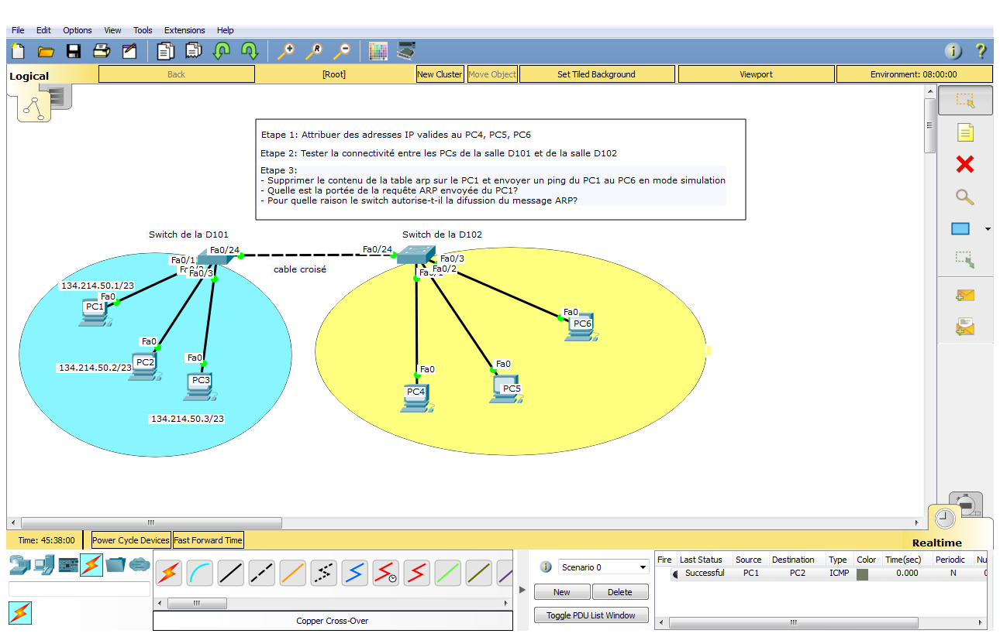 File Edit Options View Tools Extensions Help
Logical Back [Root] New Cluster Move Object Set Tiled Background Viewport Environment: 08:00:00
Etape 1: Attribuer des adresses IP valides au PC4, PC5, PC6
Etape 2: Tester la connectivité entre les PCs de la salle D101 et de la salle D102
Etape 3:
- Supprimer le contenu de la table arp sur le PC1 et envoyer un ping du PC1 au PC6 en mode simulation
- Quelle est la portée de la requête ARP envoyée du PC1?
- Pour quelle raison le switch autorise-t-il la difussion du message ARP?
Switch de la D101
Switch de la D102
Fa0/24
Fa0/24
Fa0/1
Fa0/3
Fa0/3
Fa0/2
cable croisé
134.214.50.1/23
Fa0
PC1
Fa0
PC6
Fa0
PC2
134.214.50.2/23
Fa0
PC3
134.214.50.3/23
Fa0
PC4
Fa0
PC5
Time: 45:38:00 Power Cycle Devices Fast Forward Time
Realtime
Scenario 0
New Delete
Toggle PDU List Window
Fire Last Status Source Destination Type Color Time(sec) Periodic Nu
Successful PC1 PC2 ICMP 0.000 N
Copper Cross-Over